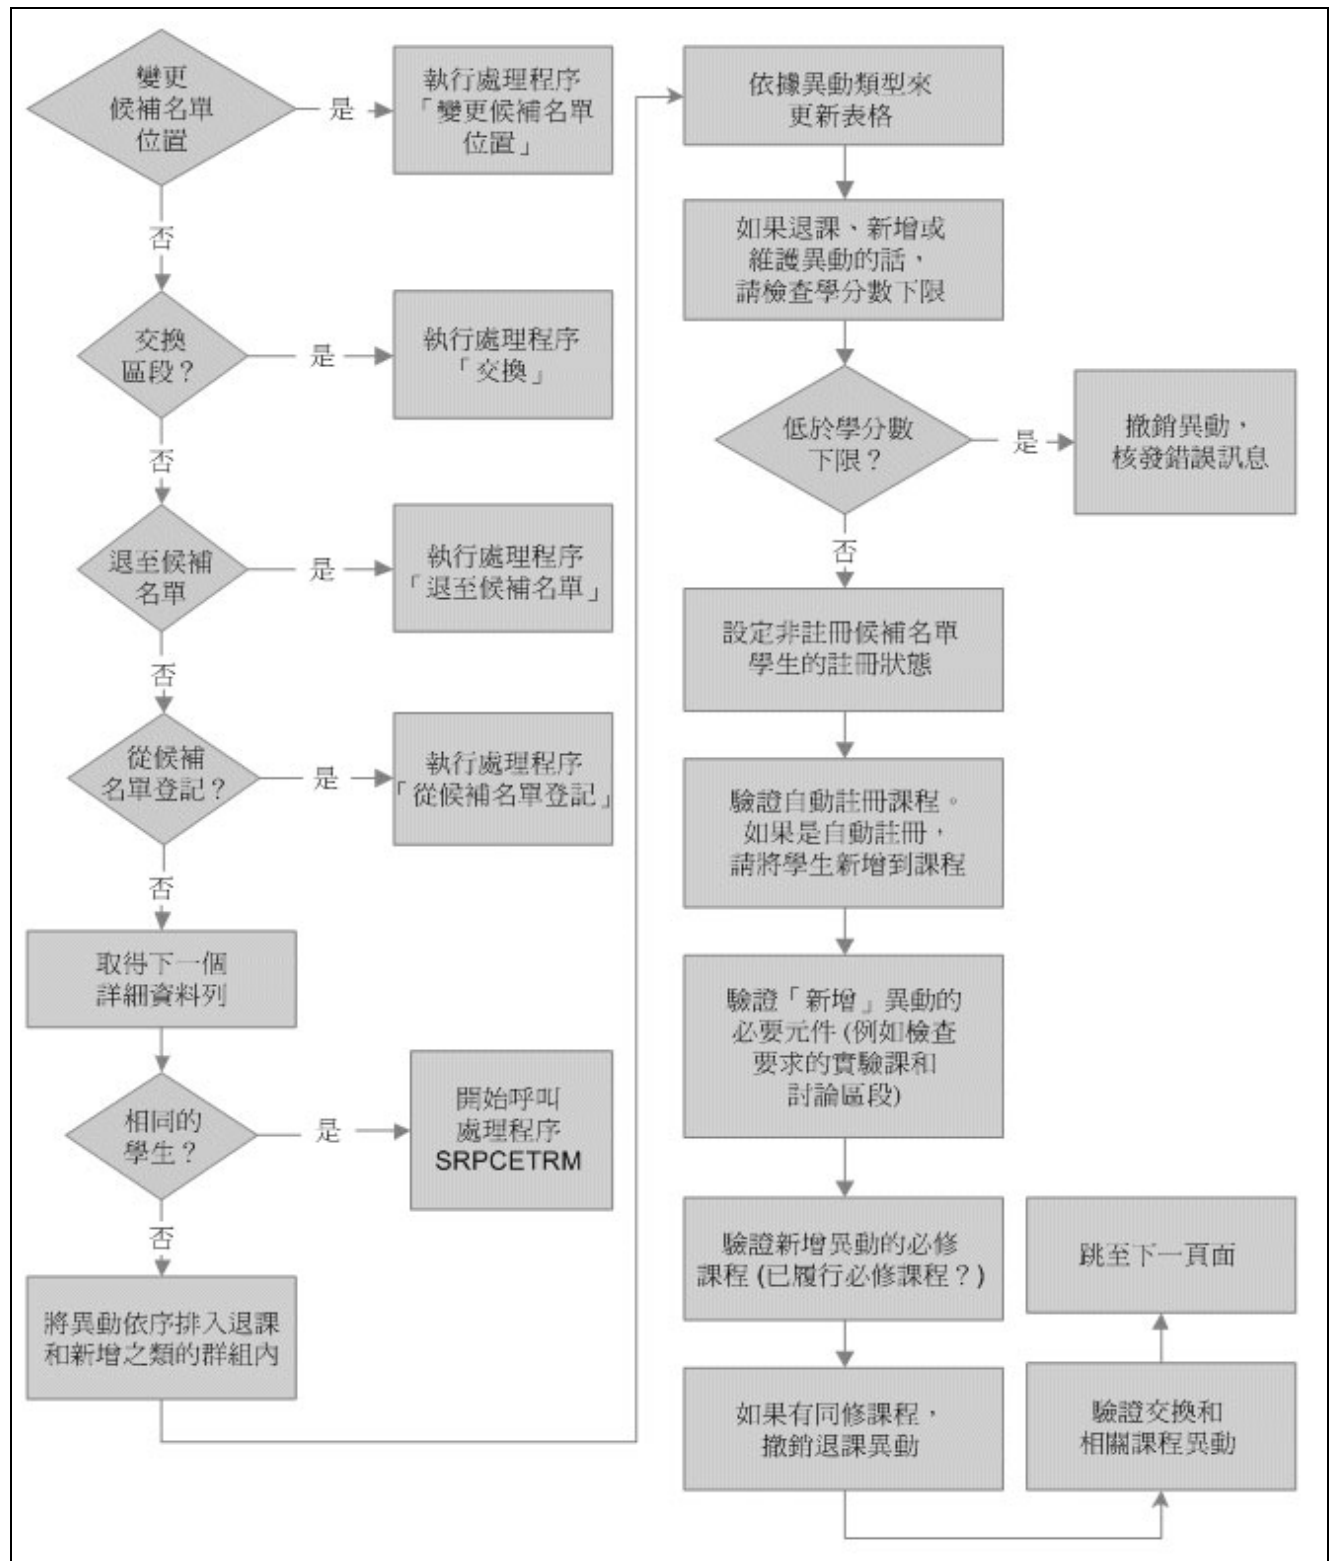 變更
候補名單
位置
是
執行處理程序
「變更候補名單
位置」
否
交換
區段？
是
執行處理程序
「交換」
否
退至候補
名單
是
執行處理程序
「退至候補名單」
否
從候補
名單登記？
是
執行處理程序
「從候補名單登記」
否
取得下一個
詳細資料列
相同的
學生？
是
開始呼叫
處理程序
SRPCETRM
否
將異動依序排入退課
和新增之類的群組內
依據異動類型來
更新表格
如果退課、新增或
維護異動的話，
請檢查學分數下限
低於學分數
下限？
是
撤銷異動，
核發錯誤訊息
否
設定非註冊候補名單
學生的註冊狀態
驗證自動註冊課程。
如果是自動註冊，
請將學生新增到課程
驗證「新增」異動的
必要元件 (例如檢查
要求的實驗課和
討論區段)
驗證新增異動的必修
課程 (已履行必修課程？)
如果有同修課程，
撤銷退課異動
驗證交換和
相關課程異動
跳至下一頁面